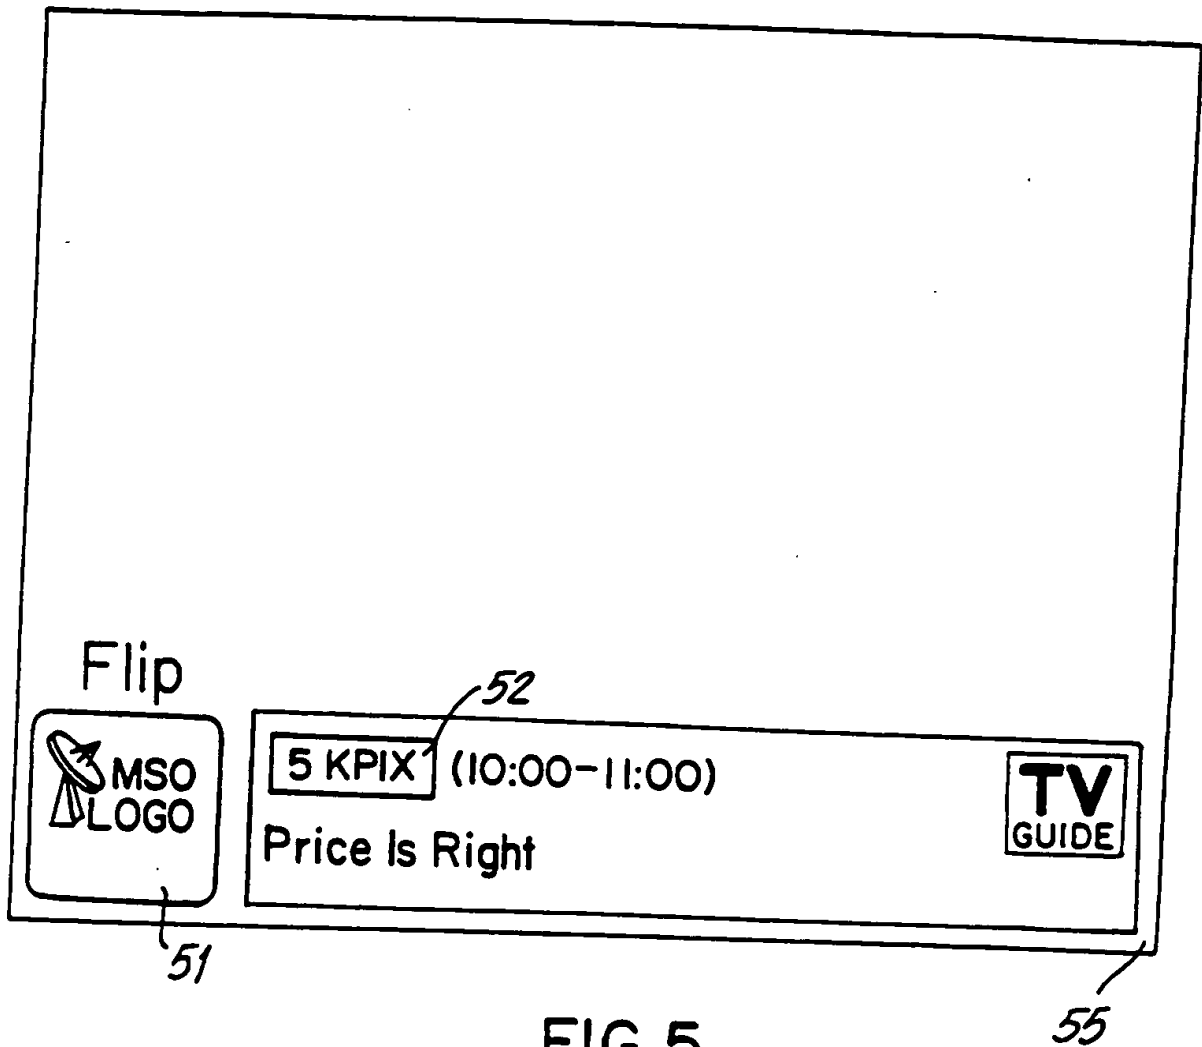 Flip
52
MSO
LOGO
5 KPIX (10:00-11:00)
Price Is Right
TV
GUIDE
51
55
FIG. 5